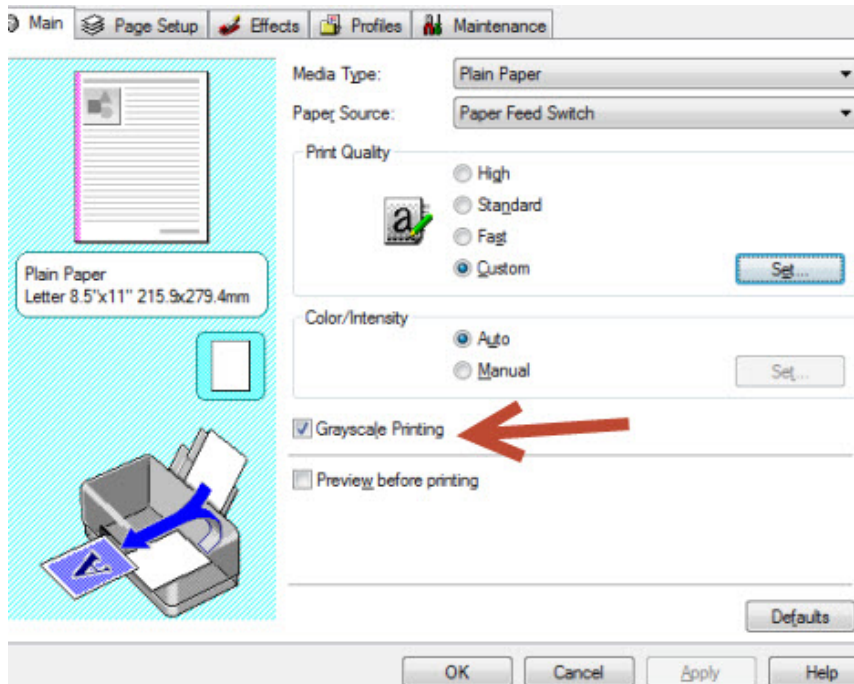 Main Page Setup Effects Profiles Maintenance
Media Type: Plain Paper
Paper Source: Paper Feed Switch
Print Quality
High
Standard
Fast
Custom Set...
Plain Paper
Letter 8.5"x11" 215.9x279.4mm
Color/Intensity
Auto
Manual Set...
Grayscale Printing
Preview before printing
Defaults
OK Cancel Apply Help